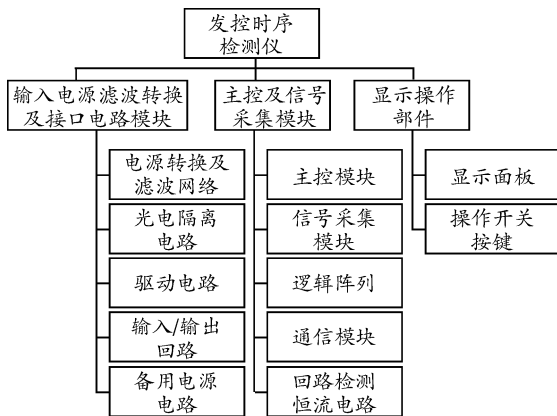 发控时序
检测仪
输入电源滤波转换
及接口电路模块
主控及信号
采集模块
显示操作
部件
电源转换及
滤波网络
光电隔离
电路
驱动电路
输入/输出
回路
备用电源
电路
主控模块
信号采集
模块
逻辑阵列
通信模块
回路检测
恒流电路
显示面板
操作开关
按键